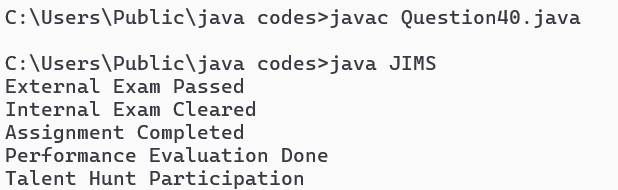 C:\Users\Public\java codes>javac Question40.java
C:\Users\Public\java codes>java JIMS
External Exam Passed
Internal Exam Cleared
Assignment Completed
Performance Evaluation Done
Talent Hunt Participation